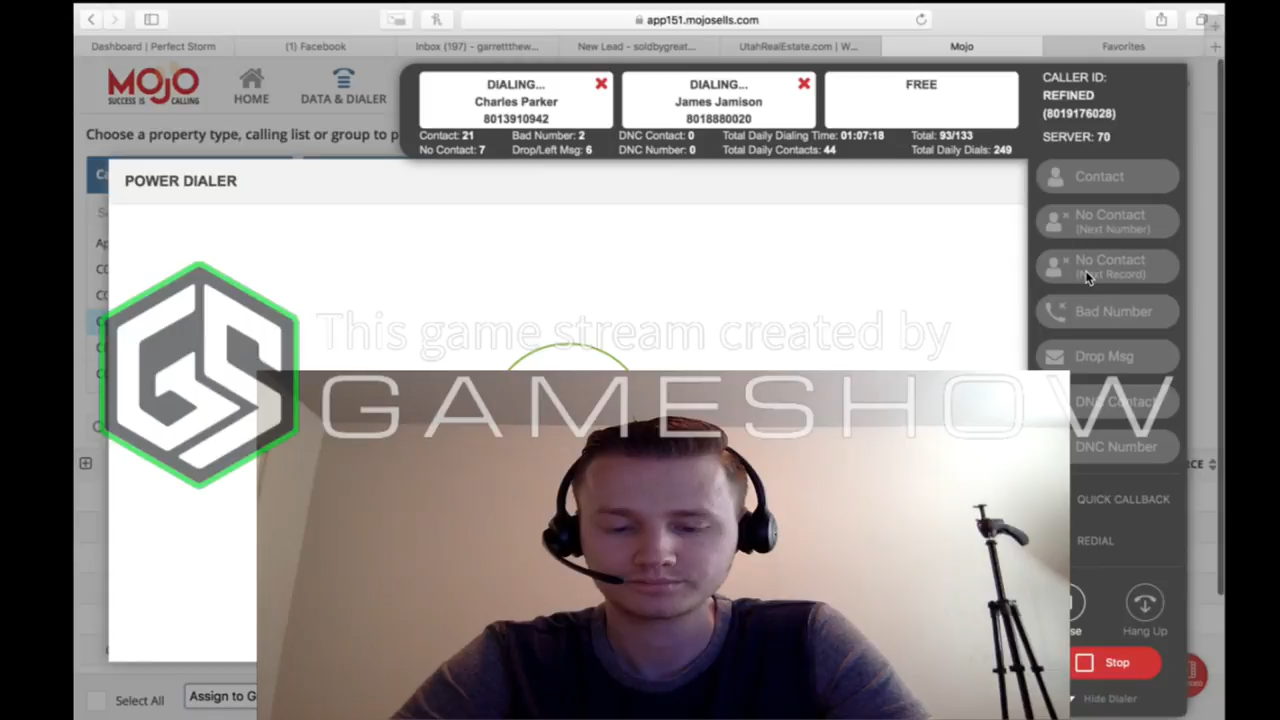 app151.mojosells.com
Dashboard | Perfect Storm
(1) Facebook
Inbox (197) - garrettthew...
New Lead - soldbygreat...
UtahRealEstate.com | W...
Mojo
Favorites
MOJO
SUCCESS IS CALLING
HOME
DATA & DIALER
DIALING...
Charles Parker
8013910942
DIALING...
James Jamison
8018880020
FREE
CALLER ID:
REFINED
(8019176028)
SERVER: 70
Contact: 21 Bad Number: 2 DNC Contact: 0 Total Daily Dialing Time: 01:07:18 Total: 93/133
No Contact: 7 Drop/Left Msg: 6 DNC Number: 0 Total Daily Contacts: 44 Total Daily Dials: 249
Choose a property type, calling list or group to p
POWER DIALER
Contact
No Contact
(Next Number)
No Contact
(Next Record)
Bad Number
Drop Msg
DNC Contact
DNC Number
QUICK CALLBACK
REDIAL
Hang Up
Stop
Hide Dialer
GS
This game stream created by
GAMESHOW
RCE
Select All
Assign to G